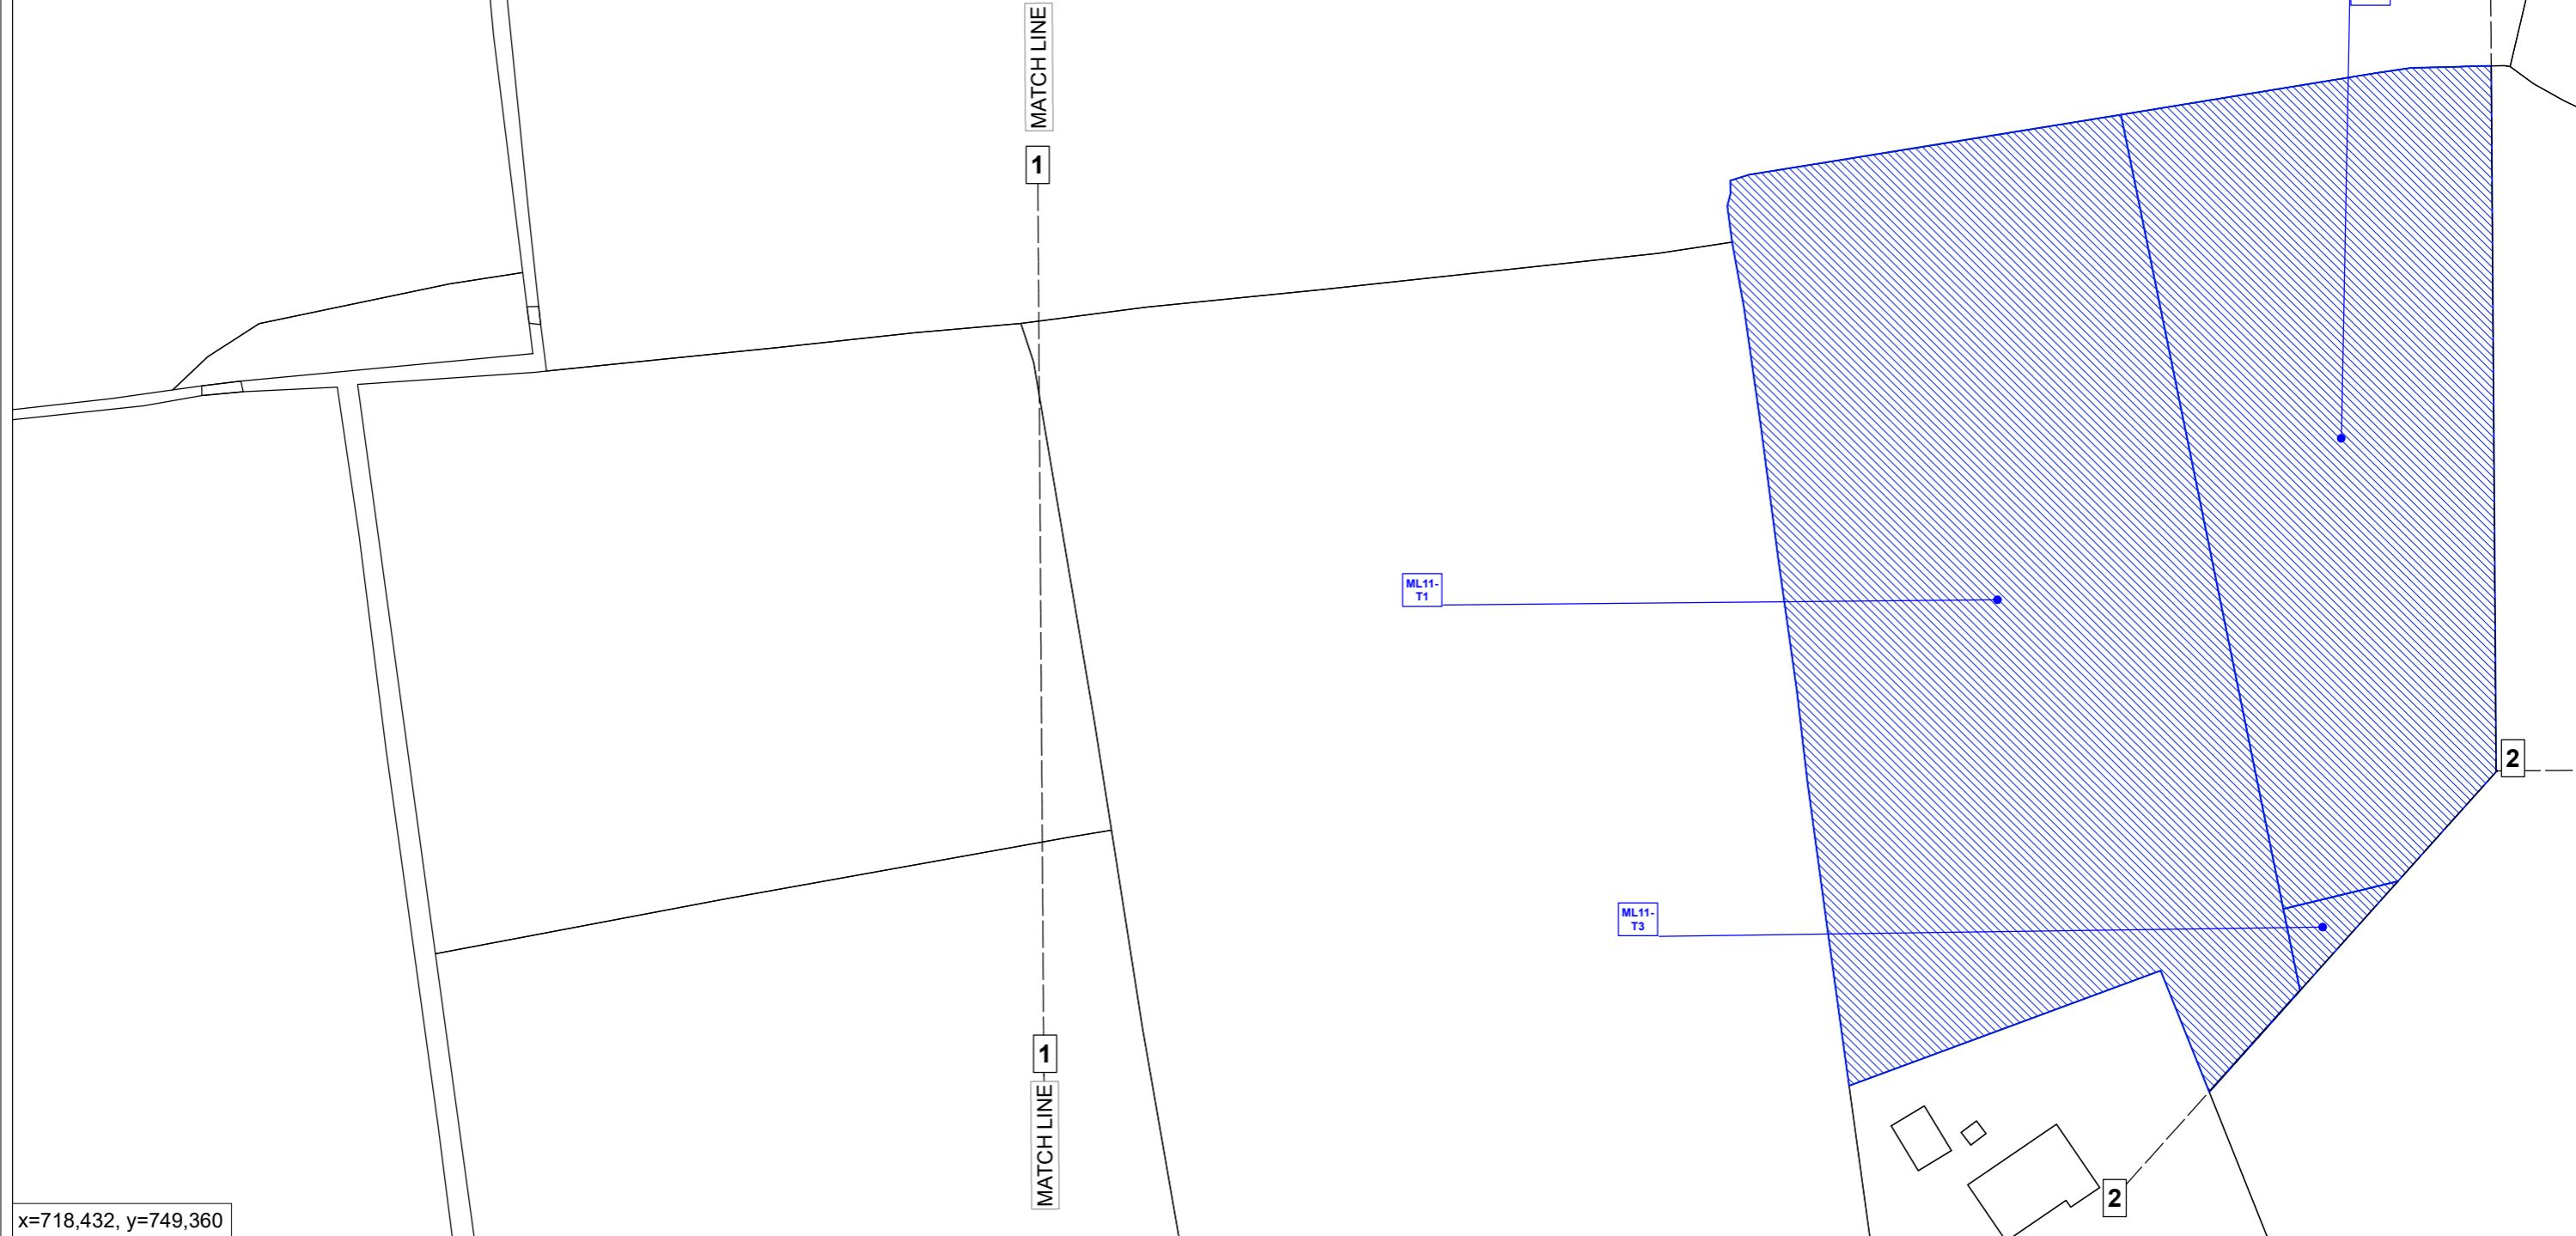 MATCH LINE
1
ML11-
T1
2
ML11-
T3
1
MATCH LINE
2
x=718,432, y=749,360